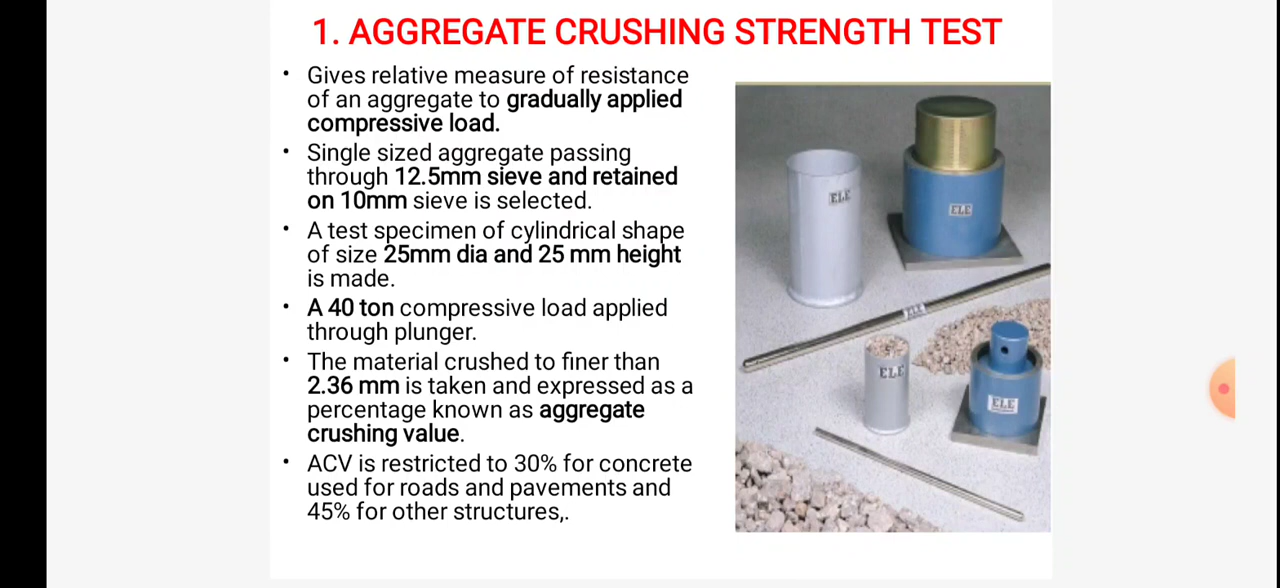 1. AGGREGATE CRUSHING STRENGTH TEST
• Gives relative measure of resistance
of an aggregate to gradually applied
compressive load.
• Single sized aggregate passing
through 12.5mm sieve and retained
on 10mm sieve is selected.
• A test specimen of cylindrical shape
of size 25mm dia and 25 mm height
is made.
• A 40 ton compressive load applied
through plunger.
• The material crushed to finer than
2.36 mm is taken and expressed as a
percentage known as aggregate
crushing value.
• ACV is restricted to 30% for concrete
used for roads and pavements and
45% for other structures,.
ELE
ELE
ELE
ELE
ELE